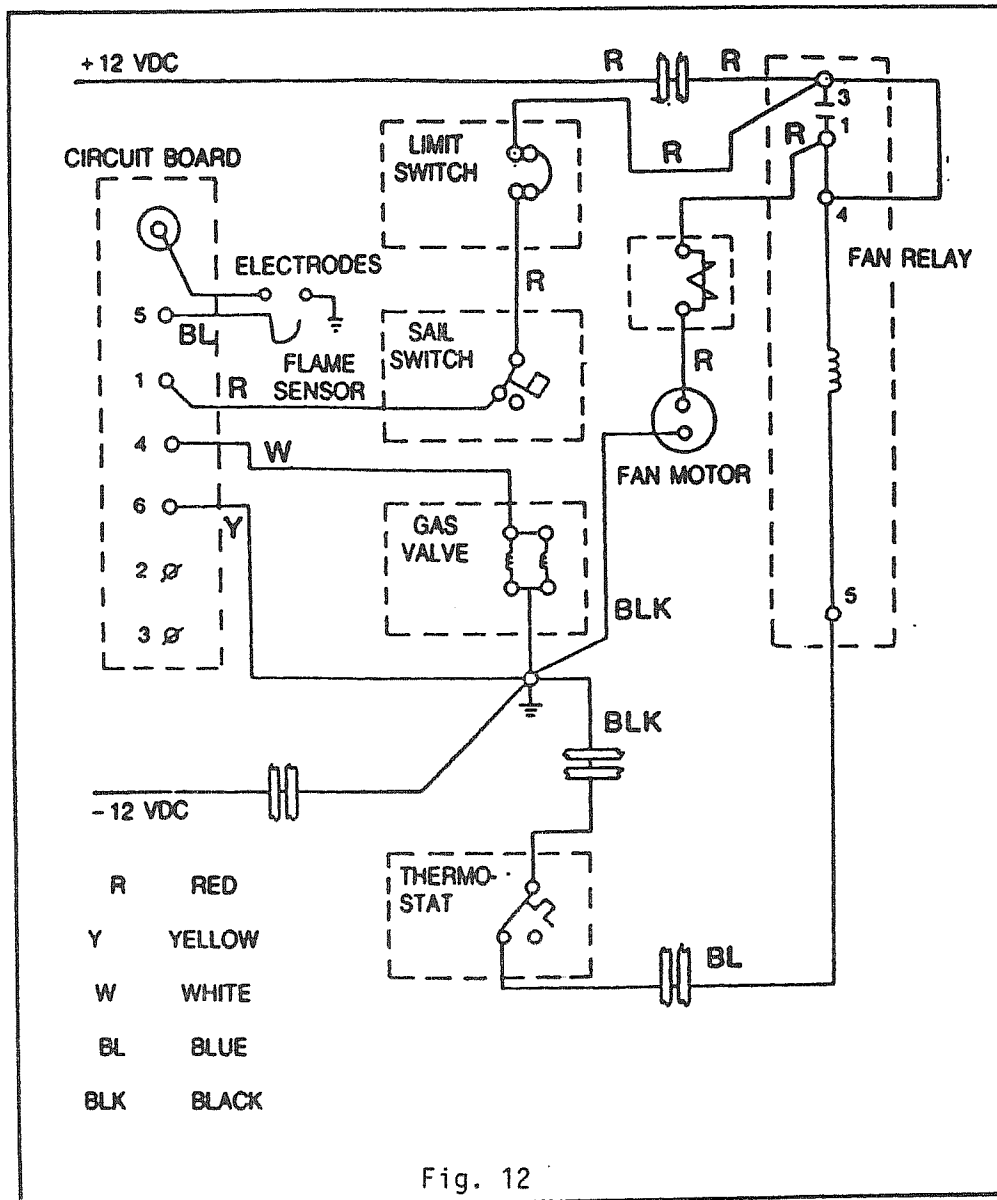 +12 VDC
R
R
3
1
R
4
FAN RELAY
5
CIRCUIT BOARD
LIMIT
SWITCH
R
R
ELECTRODES
5
BL
FLAME
SENSOR
SAIL
SWITCH
R
FAN MOTOR
1
R
4
W
6
Y
GAS
VALVE
2
3
BLK
BLK
-12 VDC
THERMO-
STAT
BL
R RED
Y YELLOW
W WHITE
BL BLUE
BLK BLACK
Fig. 12